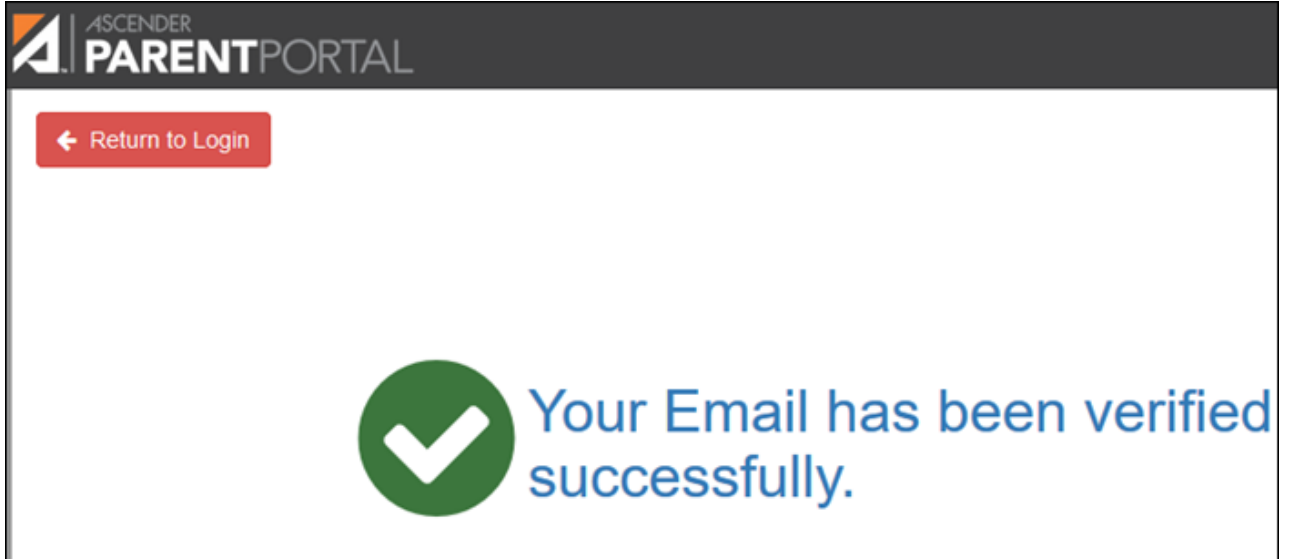 ASCENDER
PARENTPORTAL
Return to Login
Your Email has been verified
successfully.